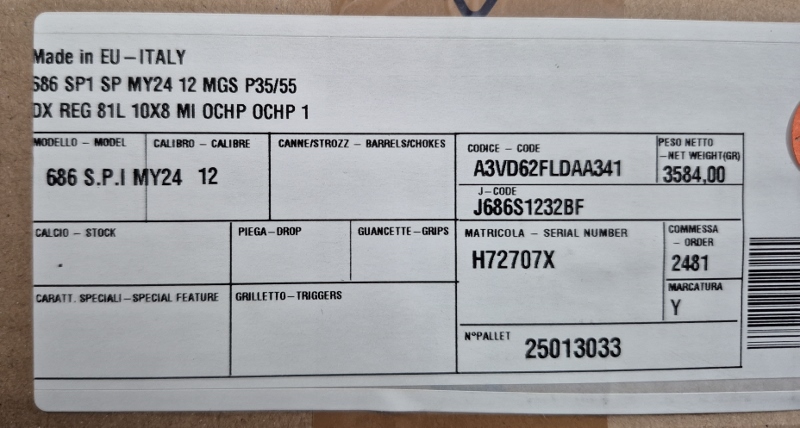 Made in EU-ITALY
686 SP1 SP MY24 12 MGS P35/55
DX REG 81L 10X8 MI OCHP OCHP 1
MODELLO - MODEL
CALIBRO - CALIBRE
CANNE/STROZZ - BARRELS/CHOKES
CODICE - CODE
PESO NETTO
-NET WEIGHT(GR)
686 S.P.I MY24 12
A3VD62FLDAA341
3584,00
J-CODE
J686S1232BF
CALCIO - STOCK
PIEGA-DROP
GUANCETTE-GRIPS
MATRICOLA - SERIAL NUMBER
COMMESSA
- ORDER
H72707X
2481
CARATT. SPECIALI-SPECIAL FEATURE
GRILLETTO-TRIGGERS
MARCATURA
Y
N°PALLET
25013033